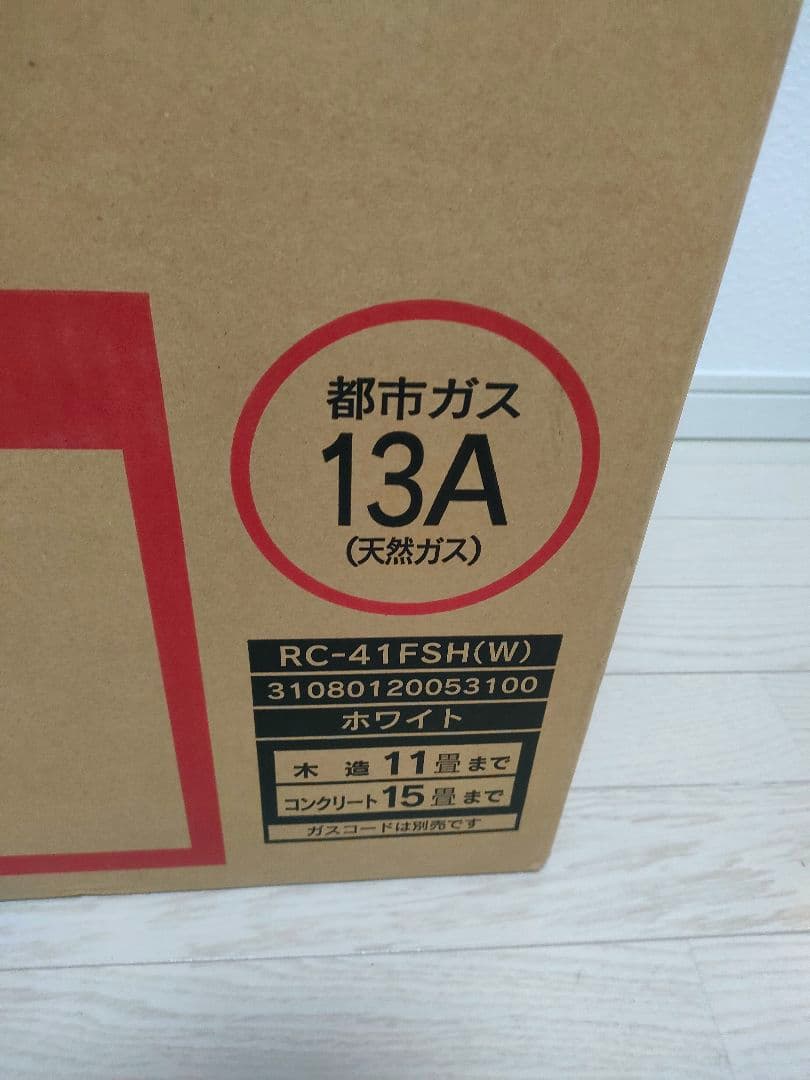 都市ガス
13A
(天然ガス)
RC-41FSH(W)
31080120053100
ホワイト
木造11畳まで
コンクリート15畳まで
ガスコードは別売です